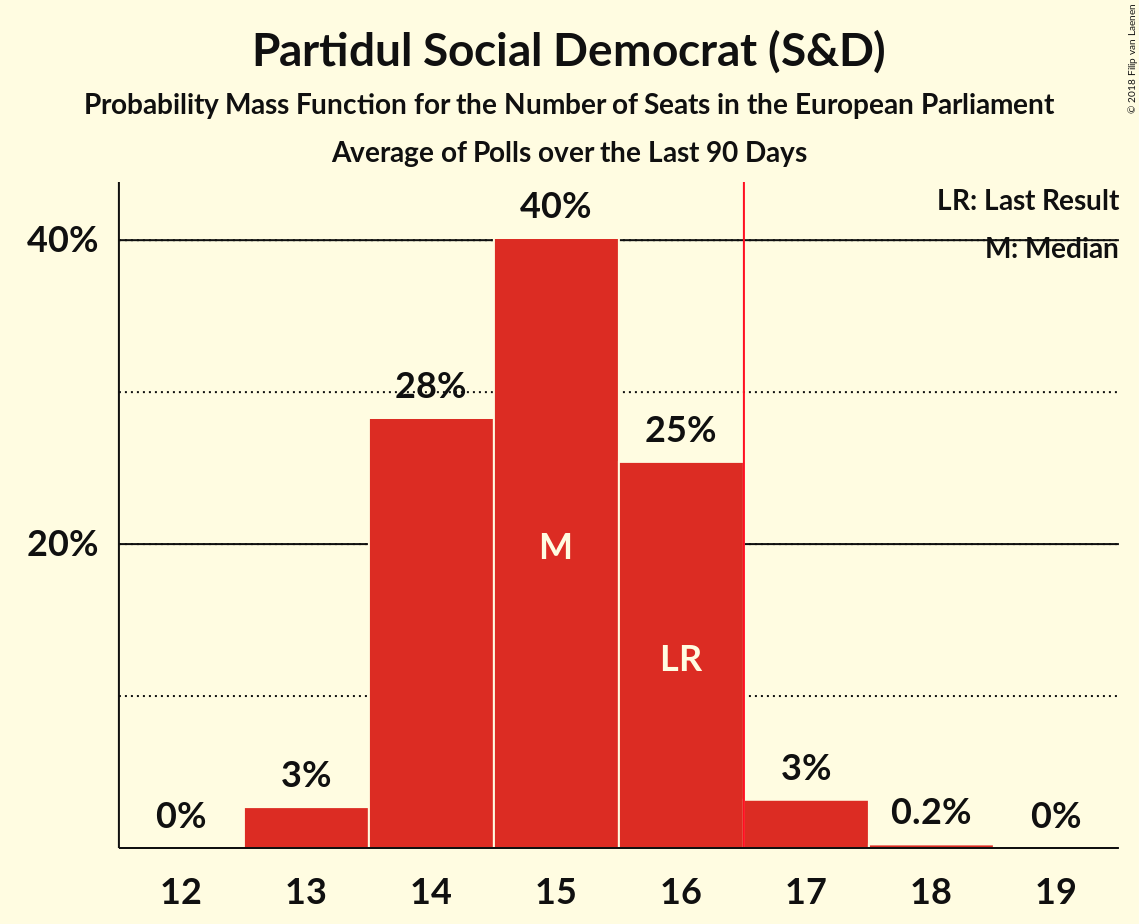 Partidul Social Democrat (S&D)
Probability Mass Function for the Number of Seats in the European Parliament
Average of Polls over the Last 90 Days
© 2018 Filip van Laenen
LR: Last Result
M: Median
40%
20%
0%
3%
28%
40%
25%
3%
0.2%
0%
M
LR
12 13 14 15 16 17 18 19